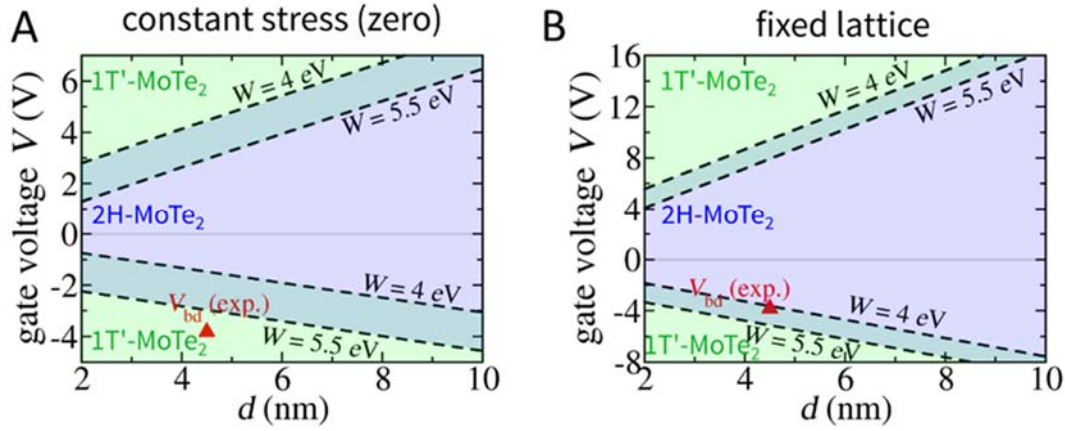 A
constant stress (zero)
gate voltage V (V)
6
4
2
0
-2
-4
1T'-MoTe2
W = 4 eV
W = 5.5 eV
2H-MoTe2
W = 4 eV
Vbd (exp.)
W = 5.5 eV
1T'-MoTe2
2 4 6 8 10
d (nm)
B
fixed lattice
gate voltage V (V)
16
12
8
4
0
-4
-8
1T'-MoTe2
W = 4 eV
W = 5.5 eV
2H-MoTe2
Vbd (exp.)
W = 4 eV
W = 5.5 eV
1T'-MoTe2
2 4 6 8 10
d (nm)